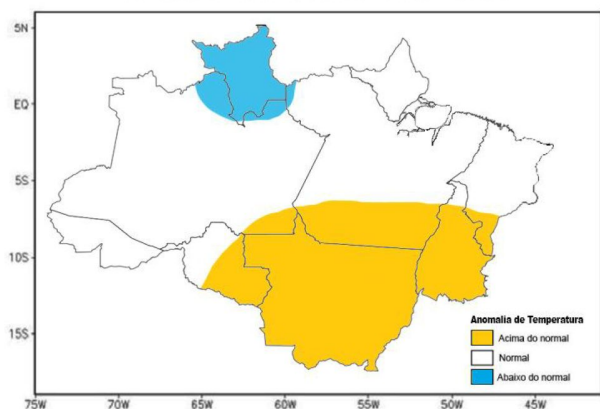 5N
EQ
5S
10S
15S
75W 70W 65W 60W 55W 50W 45W
Anomalia de Temperatura
Acima do normal
Normal
Abaixo do normal